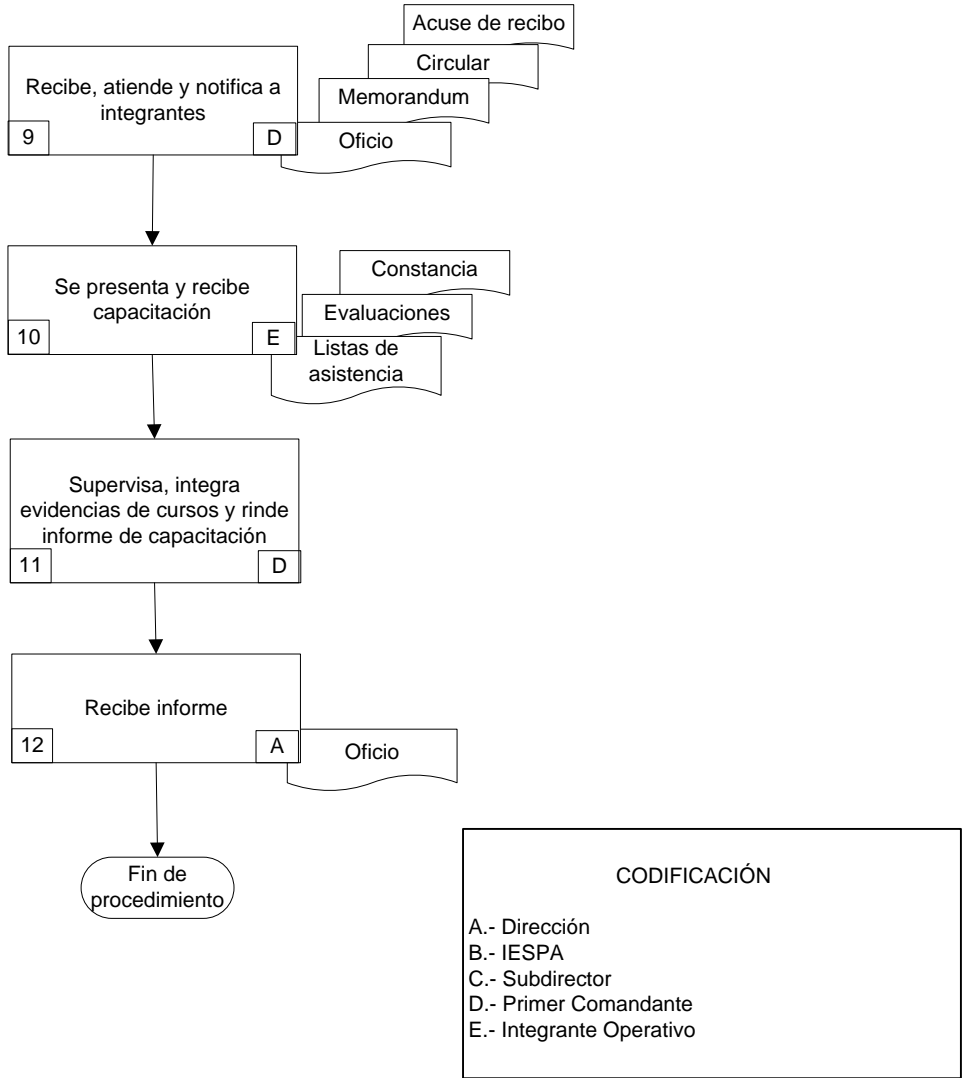 Acuse de recibo
Circular
Memorandum
Oficio
Recibe, atiende y notifica a
integrantes
9
D
Constancia
Evaluaciones
Listas de
asistencia
Se presenta y recibe
capacitación
10
E
Supervisa, integra
evidencias de cursos y rinde
informe de capacitación
11
D
Recibe informe
12
A
Oficio
Fin de
procedimiento
CODIFICACIÓN
A.- Dirección
B.- IESPA
C.- Subdirector
D.- Primer Comandante
E.- Integrante Operativo